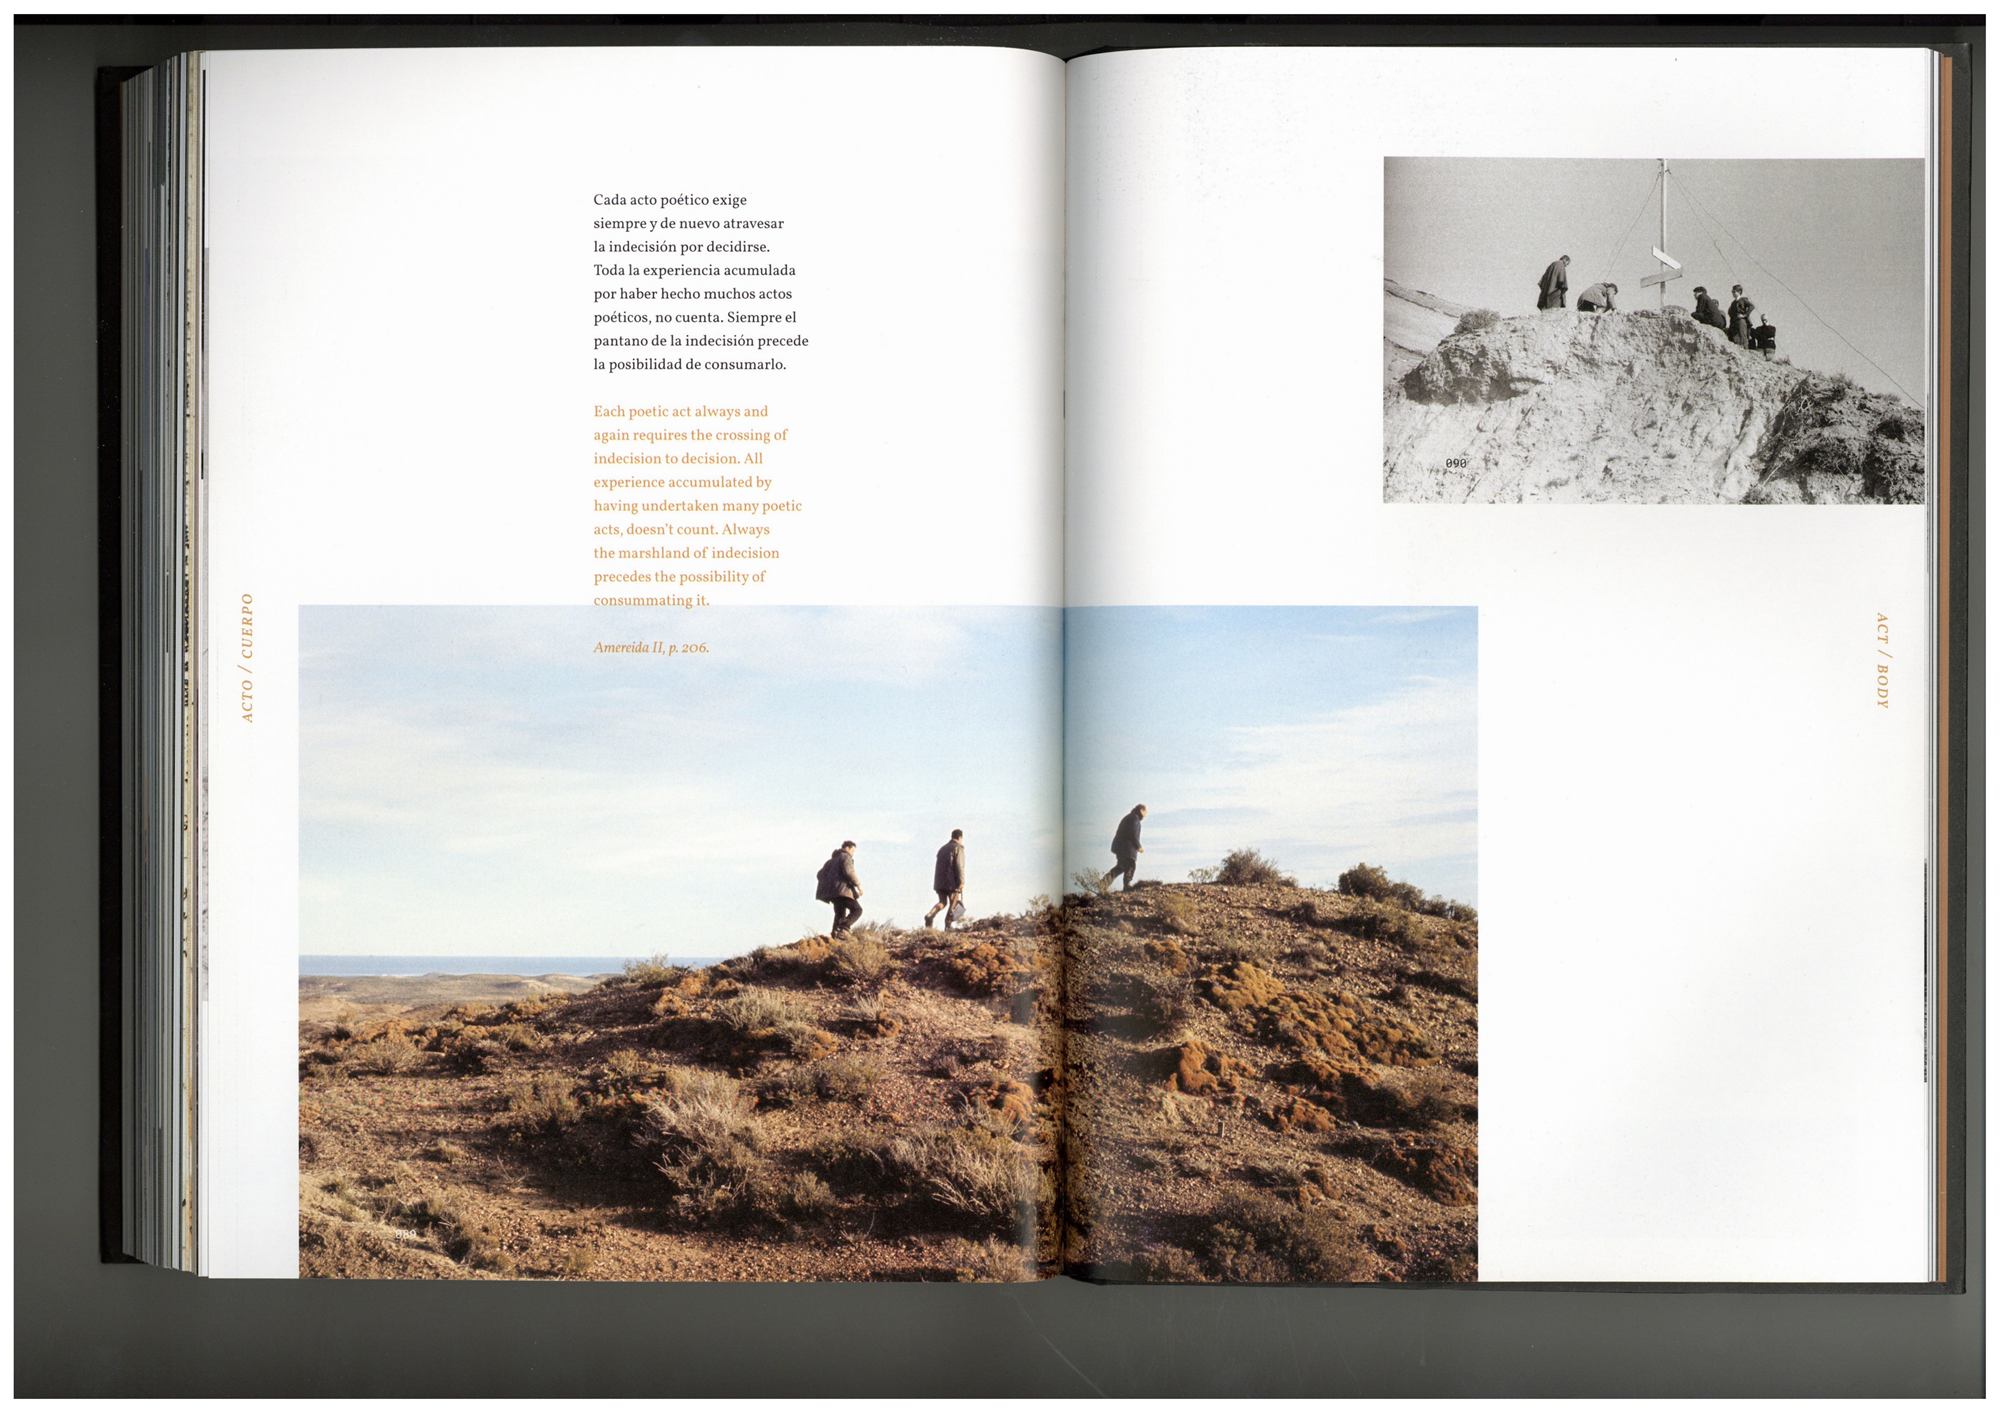 Cada acto poético exige
siempre y de nuevo atravesar
la indecisión por decidirse.
Toda la experiencia acumulada
por haber hecho muchos actos
poéticos, no cuenta. Siempre el
pantano de la indecisión precede
la posibilidad de consumarlo.
Each poetic act always and
again requires the crossing of
indecision to decision. All
experience accumulated by
having undertaken many poetic
acts, doesn't count. Always
the marshland of indecision
precedes the possibility of
consummating it.
Amereida II, p. 206.
ACTO / CUERPO
089
090
ACT / BODY